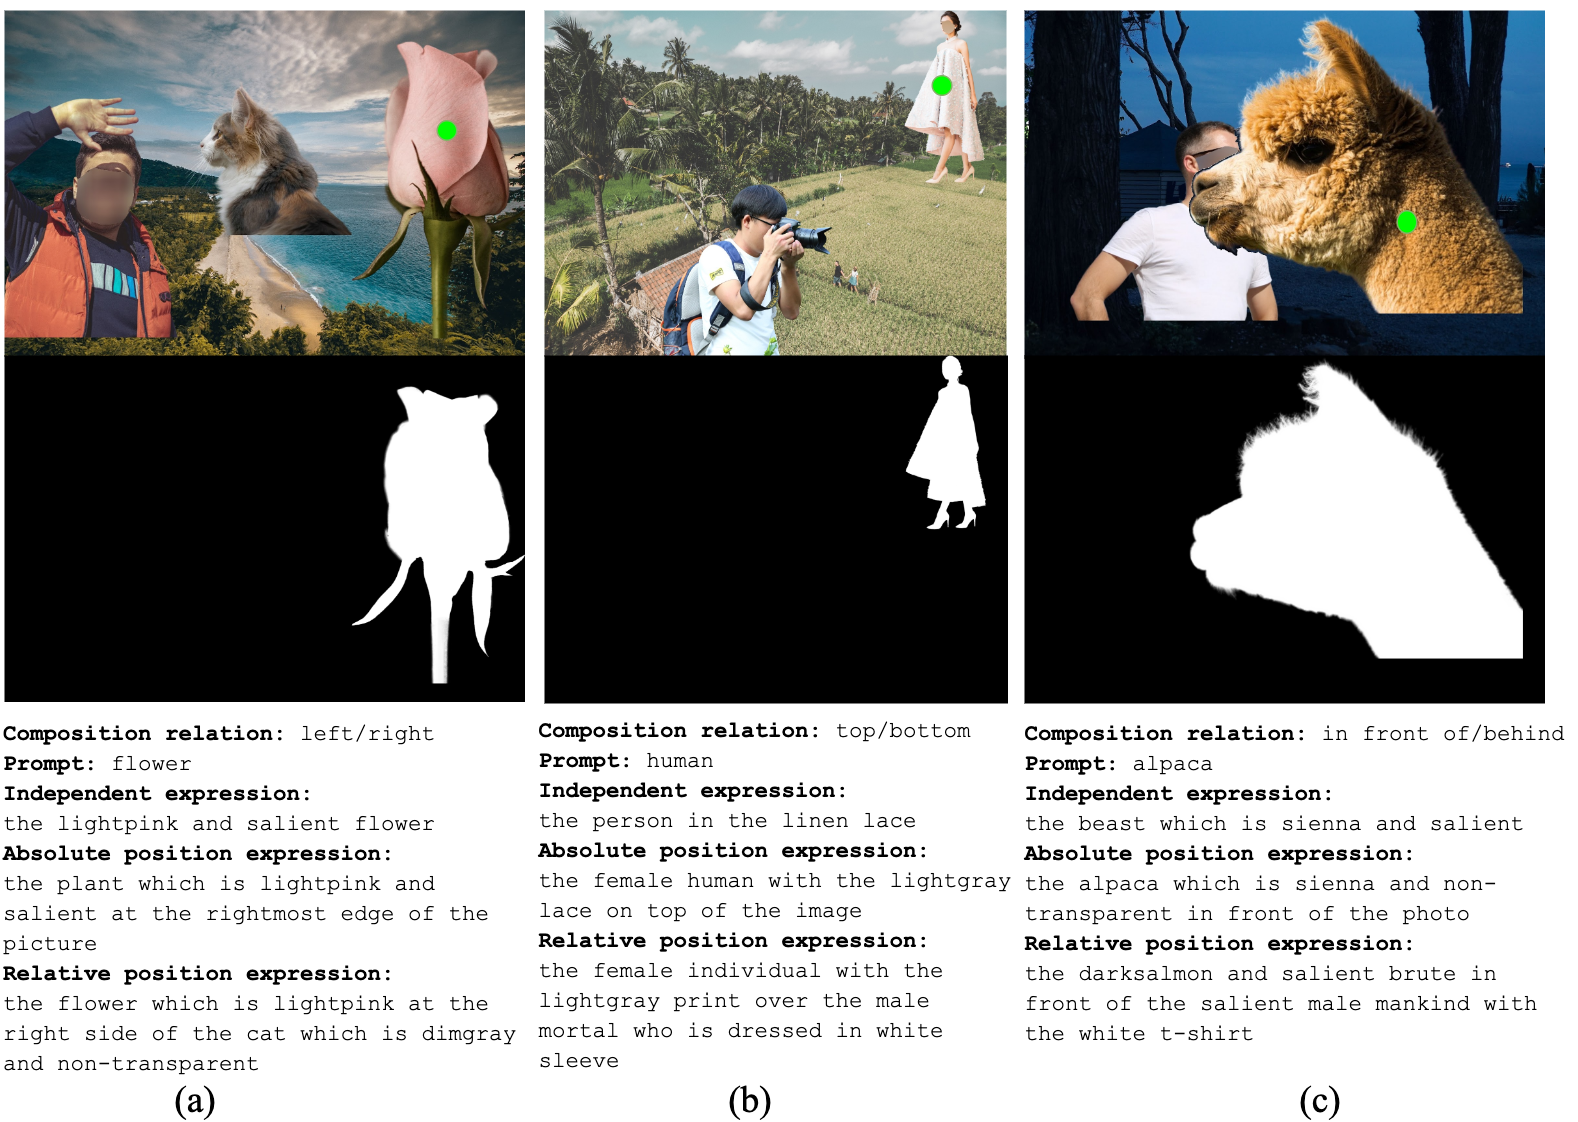 Composition relation: left/right
Prompt: flower
Independent expression:
the lightpink and salient flower
Absolute position expression:
the plant which is lightpink and
salient at the rightmost edge of the
picture
Relative position expression:
the flower which is lightpink at the
right side of the cat which is dimgray
and non-transparent
(a)
Composition relation: top/bottom
Prompt: human
Independent expression:
the person in the linen lace
Absolute position expression:
the female human with the lightgray
lace on top of the image
Relative position expression:
the female individual with the
lightgray print over the male
mortal who is dressed in white
sleeve
(b)
Composition relation: in front of/behind
Prompt: alpaca
Independent expression:
the beast which is sienna and salient
Absolute position expression:
the alpaca which is sienna and non-
transparent in front of the photo
Relative position expression:
the darksalmon and salient brute in
front of the salient male mankind with
the white t-shirt
(c)